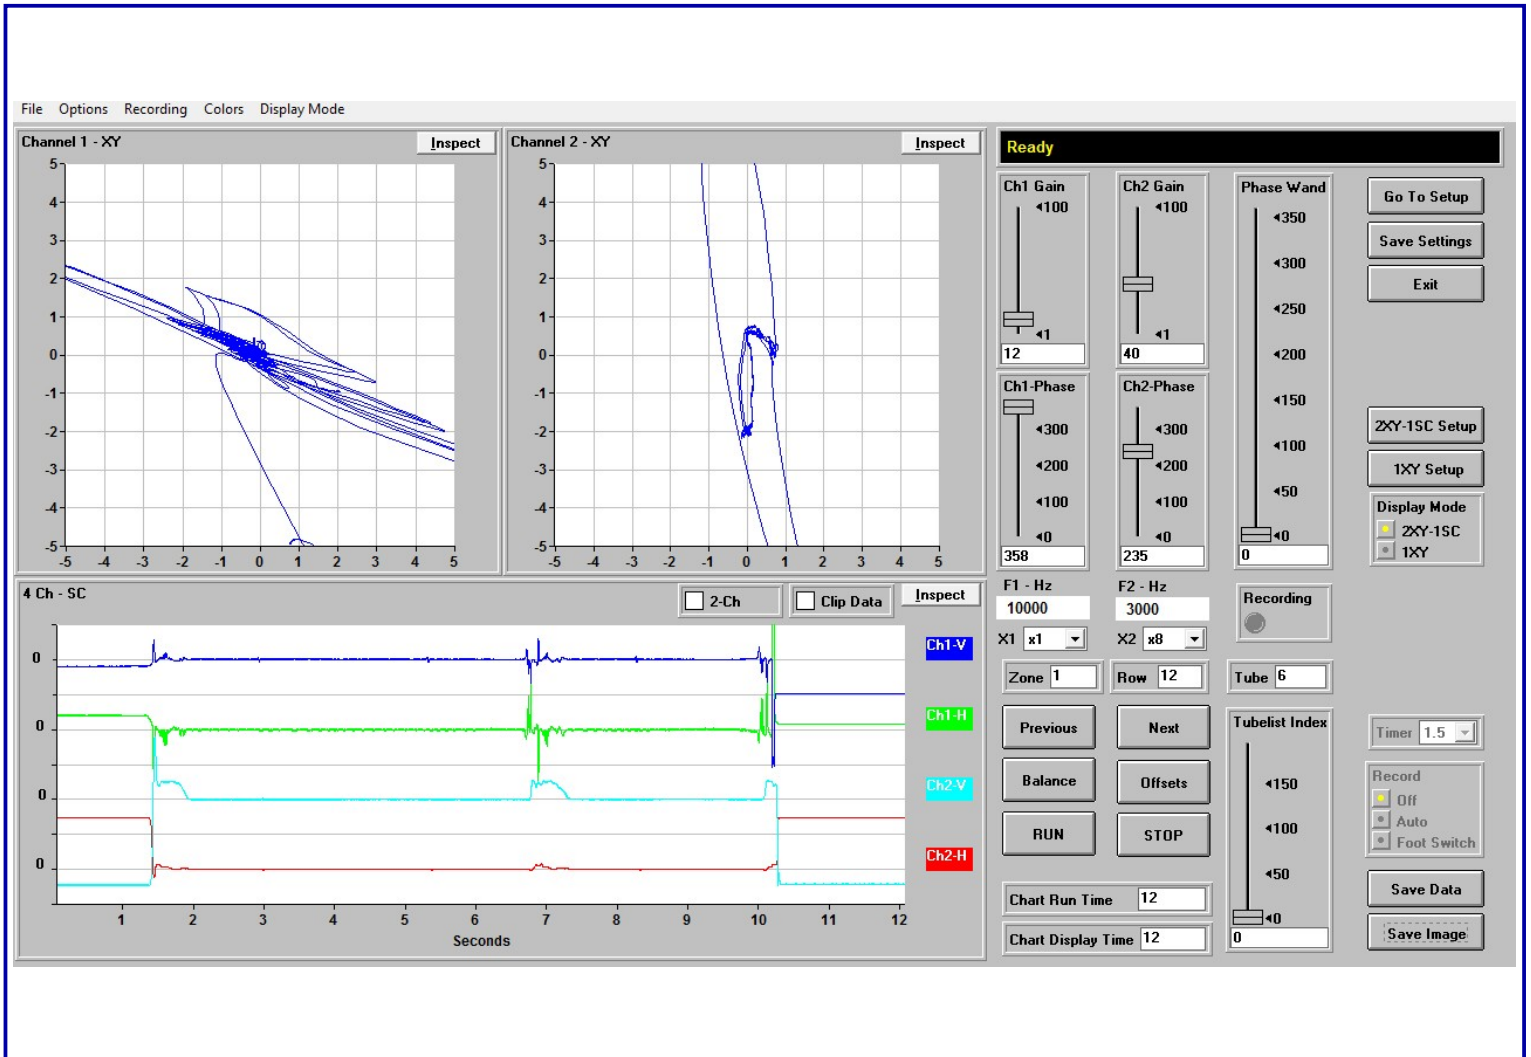 File Options Recording Colors Display Mode
Channel 1 - XY Inspect
5
4
3
2
1
0
-1
-2
-3
-4
-5
-5 -4 -3 -2 -1 0 1 2 3 4 5
Channel 2 - XY Inspect
5
4
3
2
1
0
-1
-2
-3
-4
-5
-5 -4 -3 -2 -1 0 1 2 3 4 5
4 Ch - SC 2-Ch Clip Data Inspect
0 Ch1-V
0 Ch1-H
0 Ch2-V
0 Ch2-H
1 2 3 4 5 6 7 8 9 10 11 12
Seconds
Ready
Ch1 Gain
100
1
12
Ch2 Gain
100
1
40
Ch1-Phase
300
200
100
0
358
Ch2-Phase
300
200
100
0
235
Phase Wand
350
300
250
200
150
100
50
0
0
Go To Setup
Save Settings
Exit
2XY-1SC Setup
1XY Setup
Display Mode
2XY-1SC
1XY
F1 - Hz
10000
F2 - Hz
3000
X1 x1
X2 x8
Recording
Zone 1 Row 12 Tube 6
Previous Next
Balance Offsets
RUN STOP
Chart Run Time 12
Chart Display Time 12
Tubelist Index
150
100
50
0
0
Timer 1.5
Record
Off
Auto
Foot Switch
Save Data
Save Image